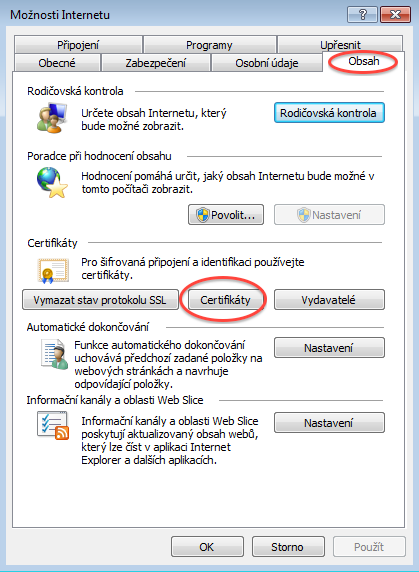 Možnosti Internetu
Připojení
Programy
Upřesnit
Obecné
Zabezpečení
Osobní údaje
Obsah
Rodičovská kontrola
Určete obsah Internetu, který
bude možné zobrazit.
Rodičovská kontrola
Poradce při hodnocení obsahu
Hodnocení pomáhá určit, jaký obsah Internetu bude možné v
tomto počítači zobrazit.
Povolit...
Nastavení
Certifikáty
Pro šifrovaná připojení a identifikaci používejte
certifikáty.
Vymazat stav protokolu SSL
Certifikáty
Vydavatelé
Automatické dokončování
Funkce automatického dokončování
uchovává předchozí zadané položky na
webových stránkách a navrhuje
odpovídající položky.
Nastavení
Informační kanály a oblasti Web Slice
Informační kanály a oblasti Web Slice
poskytují aktualizovaný obsah webů,
který lze číst v aplikaci Internet
Explorer a dalších aplikacích.
Nastavení
OK
Storno
Použít